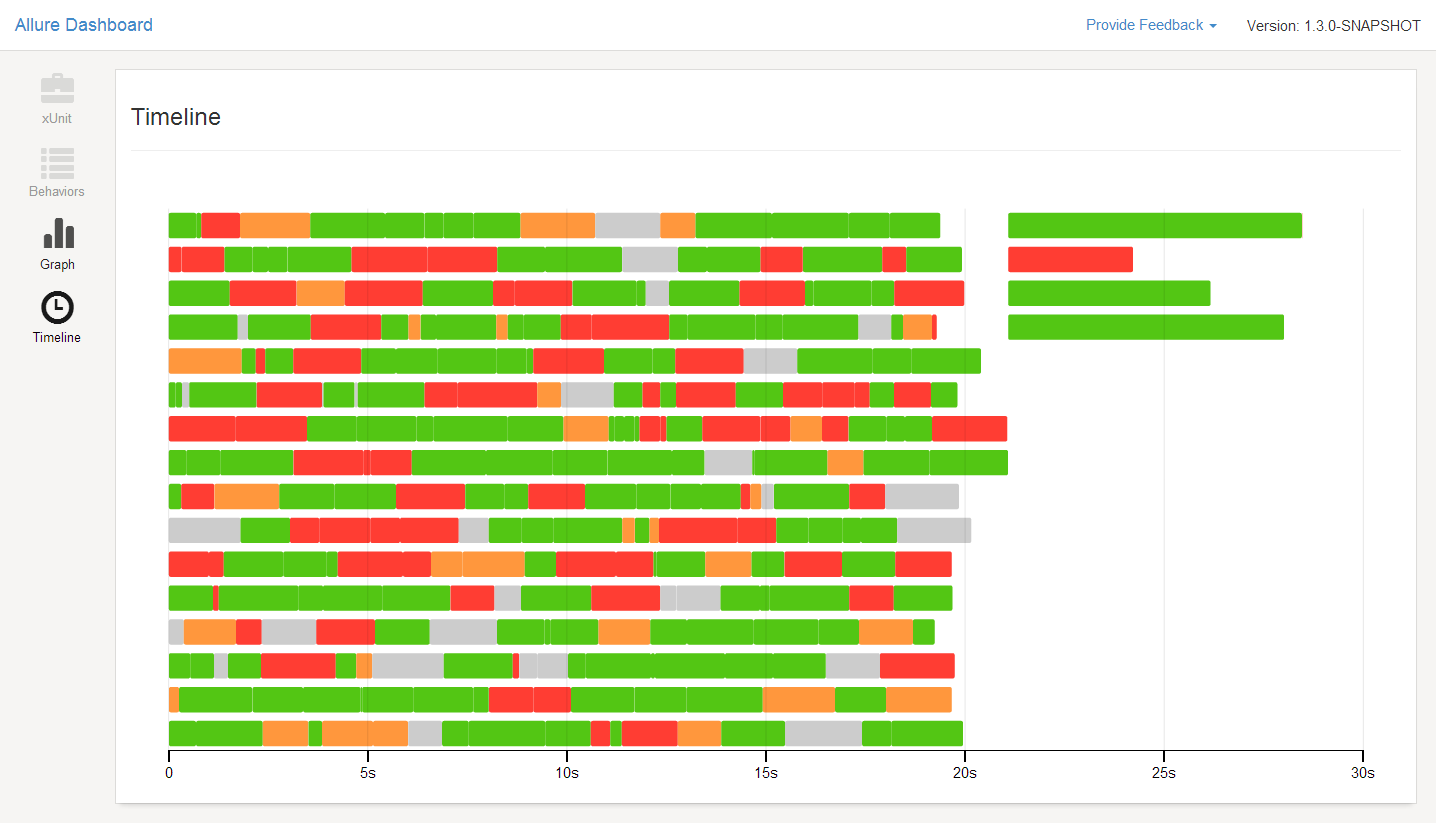 Allure Dashboard
Provide Feedback
Version: 1.3.0-SNAPSHOT
xUnit
Behaviors
Graph
Timeline
Timeline
0 5s 10s 15s 20s 25s 30s